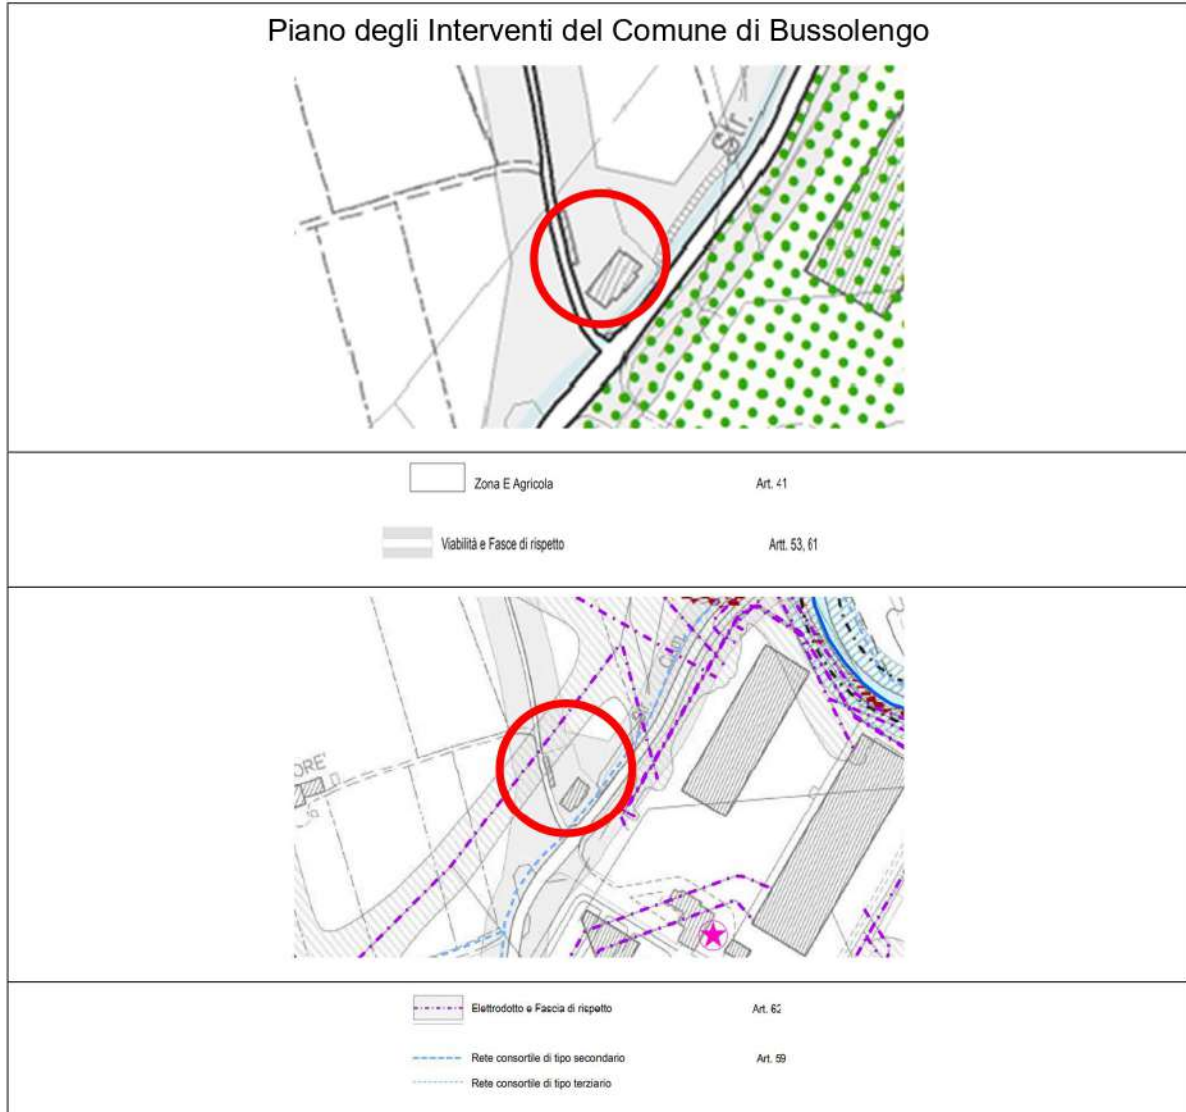 Piano degli Interventi del Comune di Bussolengo
Str.
Zona E Agricola Art. 41
Viabilità e Fasce di rispetto Artt. 53, 61
ORE'
Elettrodotto e Fascia di rispetto Art. 62
Rete consortile di tipo secondario Art. 59
Rete consortile di tipo terziario